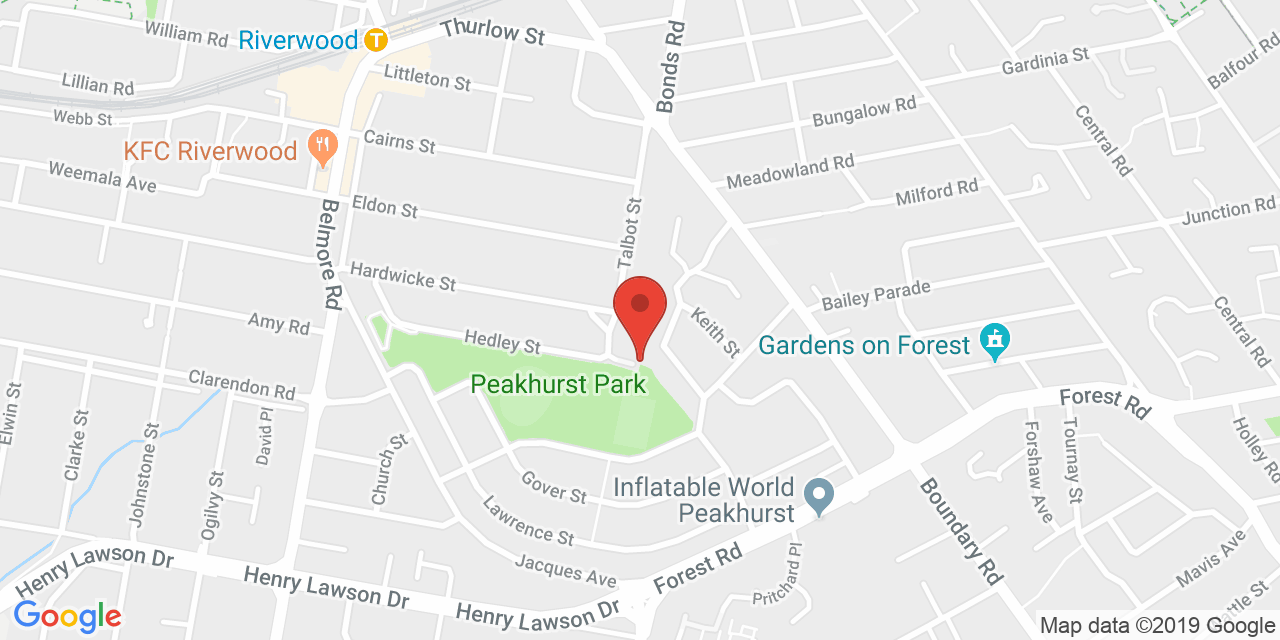 William Rd
Riverwood
T
Thurlow St
Bonds Rd
Gardinia St
Balfour Rd
Lillian Rd
Littleton St
Webb St
Bungalow Rd
Central Rd
Cairns St
KFC Riverwood
Weemala Ave
Meadowland Rd
Milford Rd
Eldon St
Talbot St
Junction Rd
Belmore Rd
Hardwicke St
Bailey Parade
Amy Rd
Hedley St
Keith St
Gardens on Forest
Central Rd
Clarendon Rd
Peakhurst Park
Forest Rd
Elwin St
Clarke St
Johnstone St
David Pl
Church St
Forshaw Ave
Tournay St
Holley Rd
Ogilvy St
Gover St
Inflatable World
Peakhurst
Lawrence St
Boundary Rd
Henry Lawson Dr
Henry Lawson Dr
Henry Lawson Dr
Jacques Ave
Forest Rd
Pritchard Pl
Mavis Ave
ttle St
Google
Map data ©2019 Google